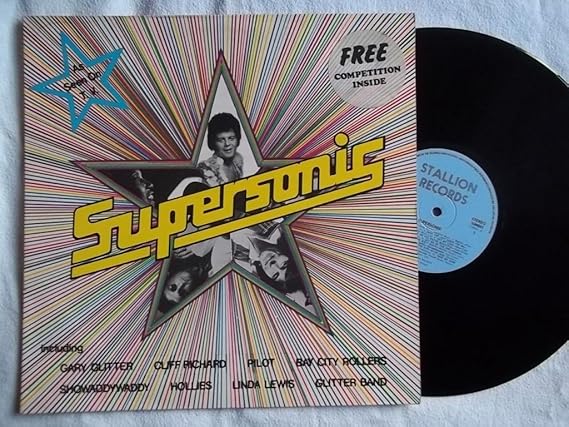 As
Seen On
T.V.
FREE
COMPETITION
INSIDE
Supersonic
STALLION
RECORDS
including
GARY GLITTER CLIFF RICHARD PILOT BAY CITY ROLLERS
SHOWADDYWADDY HOLLIES LINDA LEWIS GLITTER BAND